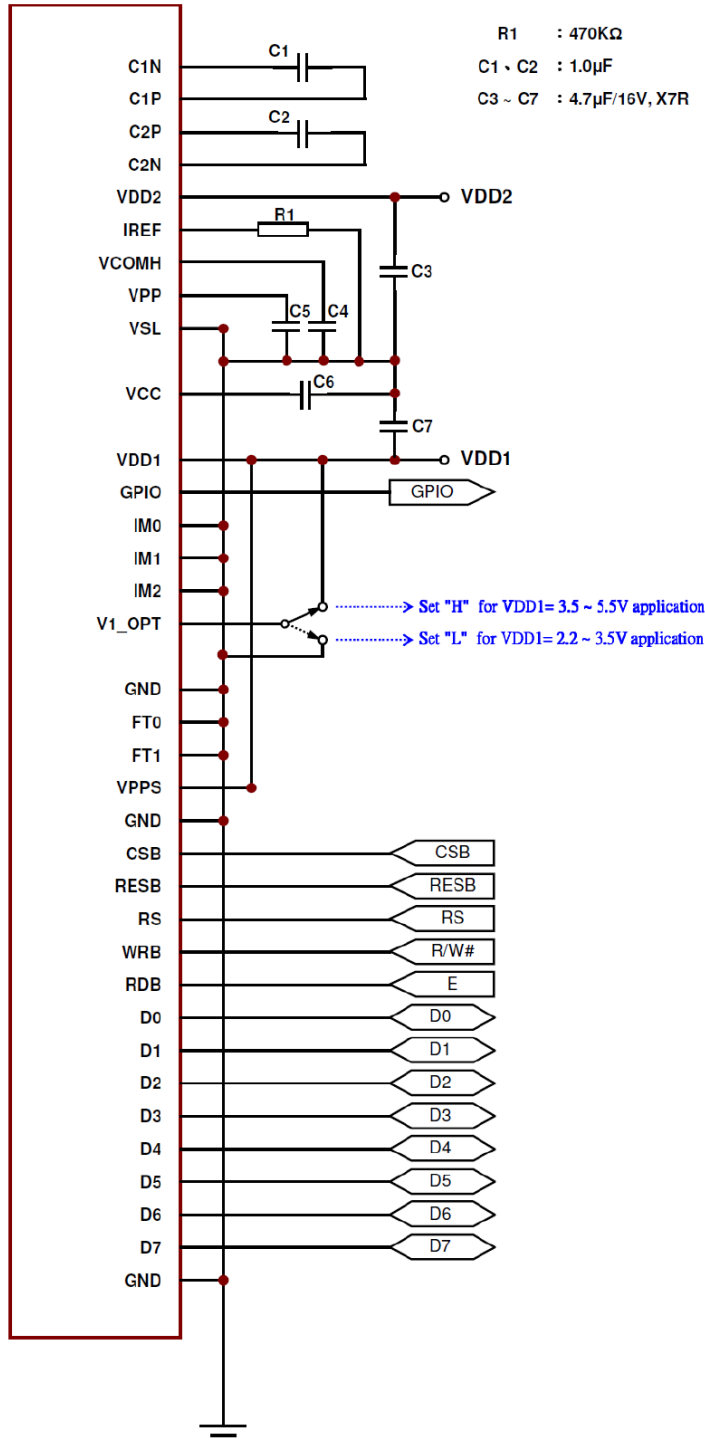 R1 : 470KΩ
C1、C2 : 1.0µF
C3 ~ C7 : 4.7µF/16V, X7R
C1
C1N
C1P
C2
C2P
C2N
VDD2 VDD2
R1
IREF
VCOMH
C3
VPP
C5 C4
VSL
C6
VCC
C7
VDD1 VDD1
GPIO GPIO
IM0
IM1
IM2
Set "H" for VDD1= 3.5 ~ 5.5V application
V1_OPT
Set "L" for VDD1= 2.2 ~ 3.5V application
GND
FT0
FT1
VPPS
GND
CSB CSB
RESB RESB
RS RS
WRB R/W#
RDB E
D0 D0
D1 D1
D2 D2
D3 D3
D4 D4
D5 D5
D6 D6
D7 D7
GND